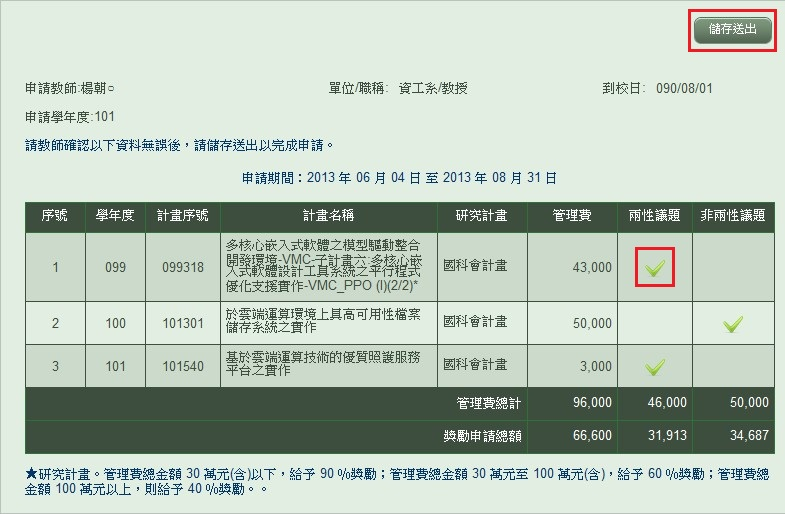 儲存送出
申請教師:楊朝○ 單位/職稱: 資工系/教授 到校日: 090/08/01
申請學年度:101
請教師確認以下資料無誤後，請儲存送出以完成申請。
申請期間：2013 年 06 月 04 日 至 2013 年 08 月 31 日
序號 學年度 計畫序號 計畫名稱 研究計畫 管理費 兩性議題 非兩性議題
多核心嵌入式軟體之模型驅動整合
開發環境-VMC-子計畫六:多核心嵌
1 099 099318 入式軟體設計工具系統之平行程式 國科會計畫 43,000
優化支援實作-VMC_PPO (I)(2/2)*
2 100 101301 於雲端運算環境上具高可用性檔案 國科會計畫 50,000
儲存系統之實作
3 101 101540 基於雲端運算技術的優質照護服務 國科會計畫 3,000
平台之實作
管理費總計 96,000 46,000 50,000
獎勵申請總額 66,600 31,913 34,687
★研究計畫。管理費總金額 30 萬元(含)以下，給予 90 %獎勵；管理費總金額 30 萬元至 100 萬元(含)，給予 60 %獎勵；管理費總
金額 100 萬元以上，則給予 40 %獎勵。。